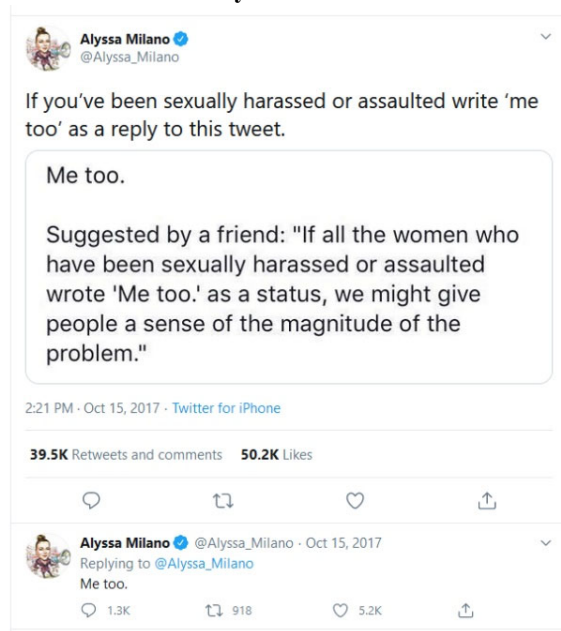 Alyssa Milano
@Alyssa_Milano
If you’ve been sexually harassed or assaulted write ‘me
too’ as a reply to this tweet.
Me too.
Suggested by a friend: "If all the women who
have been sexually harassed or assaulted
wrote 'Me too.' as a status, we might give
people a sense of the magnitude of the
problem."
2:21 PM · Oct 15, 2017 · Twitter for iPhone
39.5K Retweets and comments 50.2K Likes
Alyssa Milano @Alyssa_Milano · Oct 15, 2017
Replying to @Alyssa_Milano
Me too.
1.3K 918 5.2K